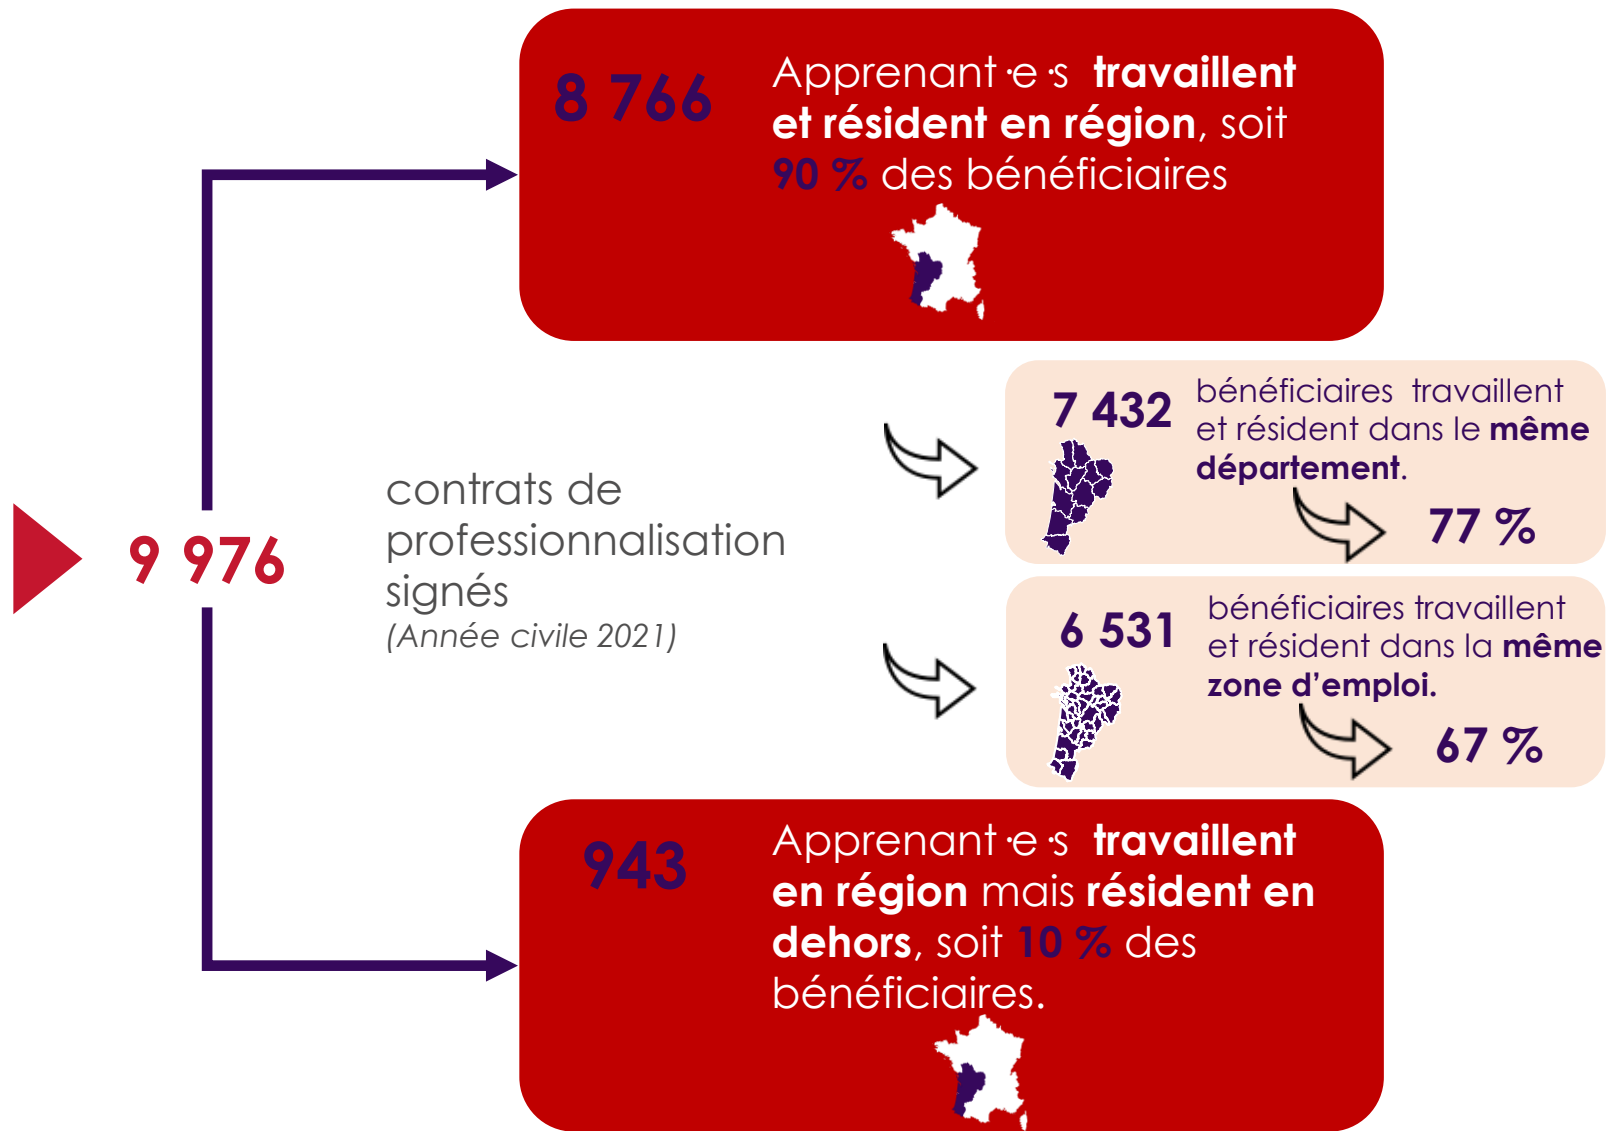 8 766
Apprenant·e·s travaillent
et résident en région, soit
90 % des bénéficiaires
9 976
contrats de
professionnalisation
signés
(Année civile 2021)
7 432
bénéficiaires travaillent
et résident dans le même
département.
77 %
6 531
bénéficiaires travaillent
et résident dans la même
zone d’emploi.
67 %
943
Apprenant·e·s travaillent
en région mais résident en
dehors, soit 10 % des
bénéficiaires.